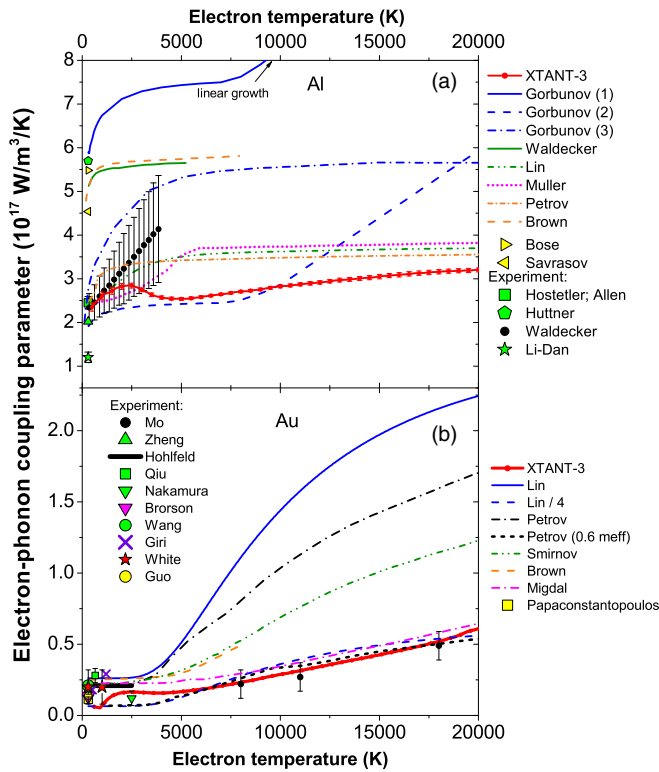 Electron temperature (K)
0 5000 10000 15000 20000
8
7
6
5
4
3
2
1
(a)
Al
linear growth
XTANT-3
Gorbunov (1)
Gorbunov (2)
Gorbunov (3)
Waldecker
Lin
Muller
Petrov
Brown
Bose
Savrasov
Experiment:
Hostetler; Allen
Huttner
Waldecker
Li-Dan
Electron-phonon coupling parameter (10^17 W/m^3/K)
2.0
1.5
1.0
0.5
0.0
Au
(b)
Experiment:
Mo
Zheng
Hohlfeld
Qiu
Nakamura
Brorson
Wang
Giri
White
Guo
XTANT-3
Lin
Lin / 4
Petrov
Petrov (0.6 meff)
Smirnov
Brown
Migdal
Papaconstantopoulos
0 5000 10000 15000 20000
Electron temperature (K)